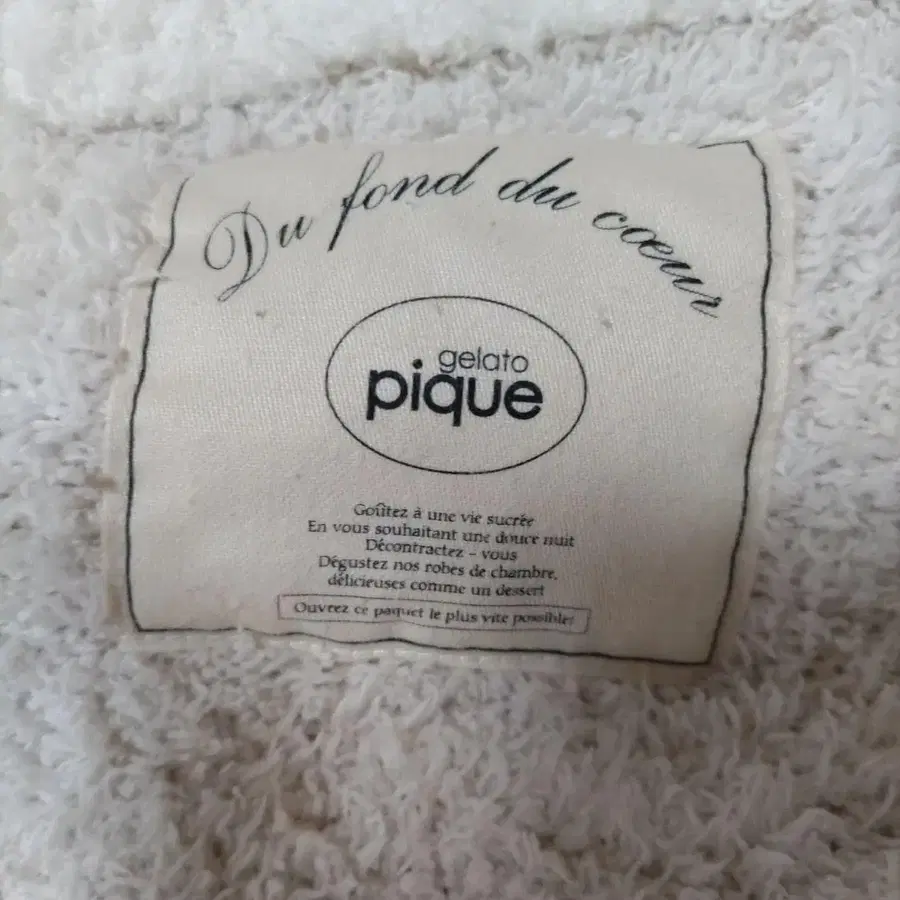 Du fond du cœur
gelato
pique
Goûtez à une vie sucrée
En vous souhaitant une douce nuit
Décontractez - vous
Dégustez nos robes de chambre,
délicieuses comme un dessert
Ouvrez ce paquet le plus vite possible!